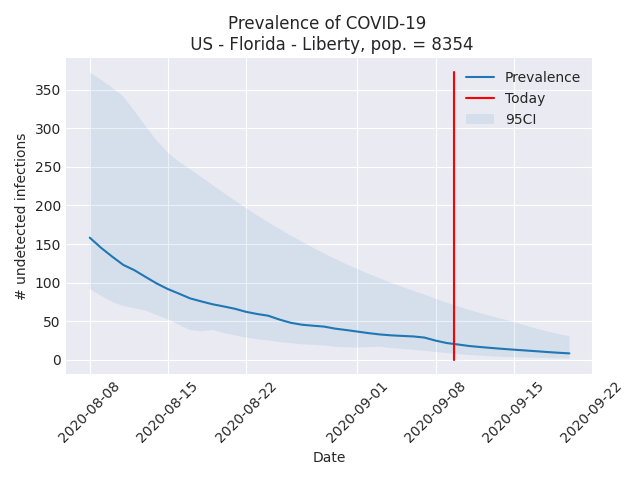 Prevalence of COVID-19
US - Florida - Liberty, pop. = 8354
Prevalence
Today
95CI
# undetected infections
350
300
250
200
150
100
50
0
2020-08-08
2020-08-15
2020-08-22
2020-09-01
2020-09-08
2020-09-15
2020-09-22
Date